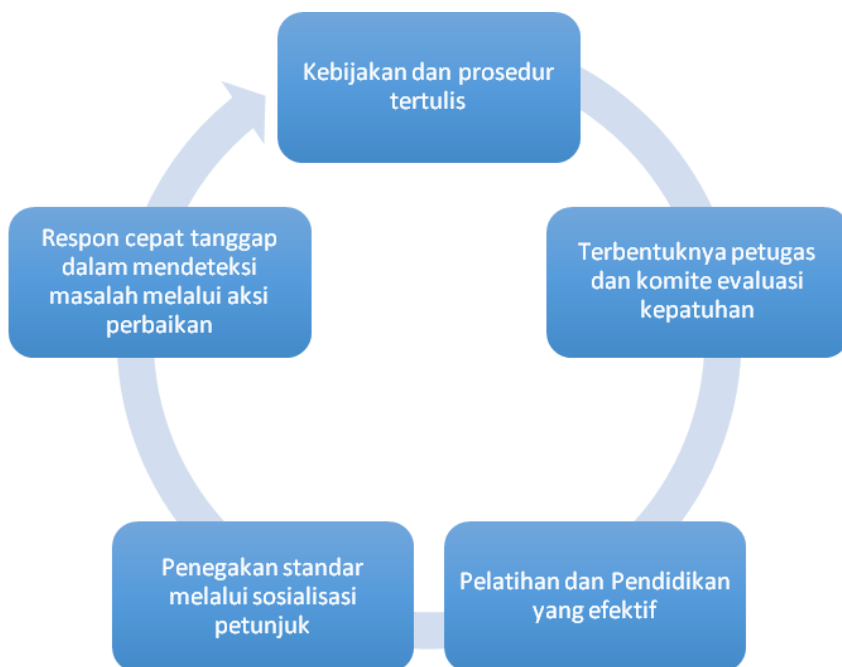 Kebijakan dan prosedur
tertulis
Terbentuknya petugas
dan komite evaluasi
kepatuhan
Pelatihan dan Pendidikan
yang efektif
Penegakan standar
melalui sosialisasi
petunjuk
Respon cepat tanggap
dalam mendeteksi
masalah melalui aksi
perbaikan